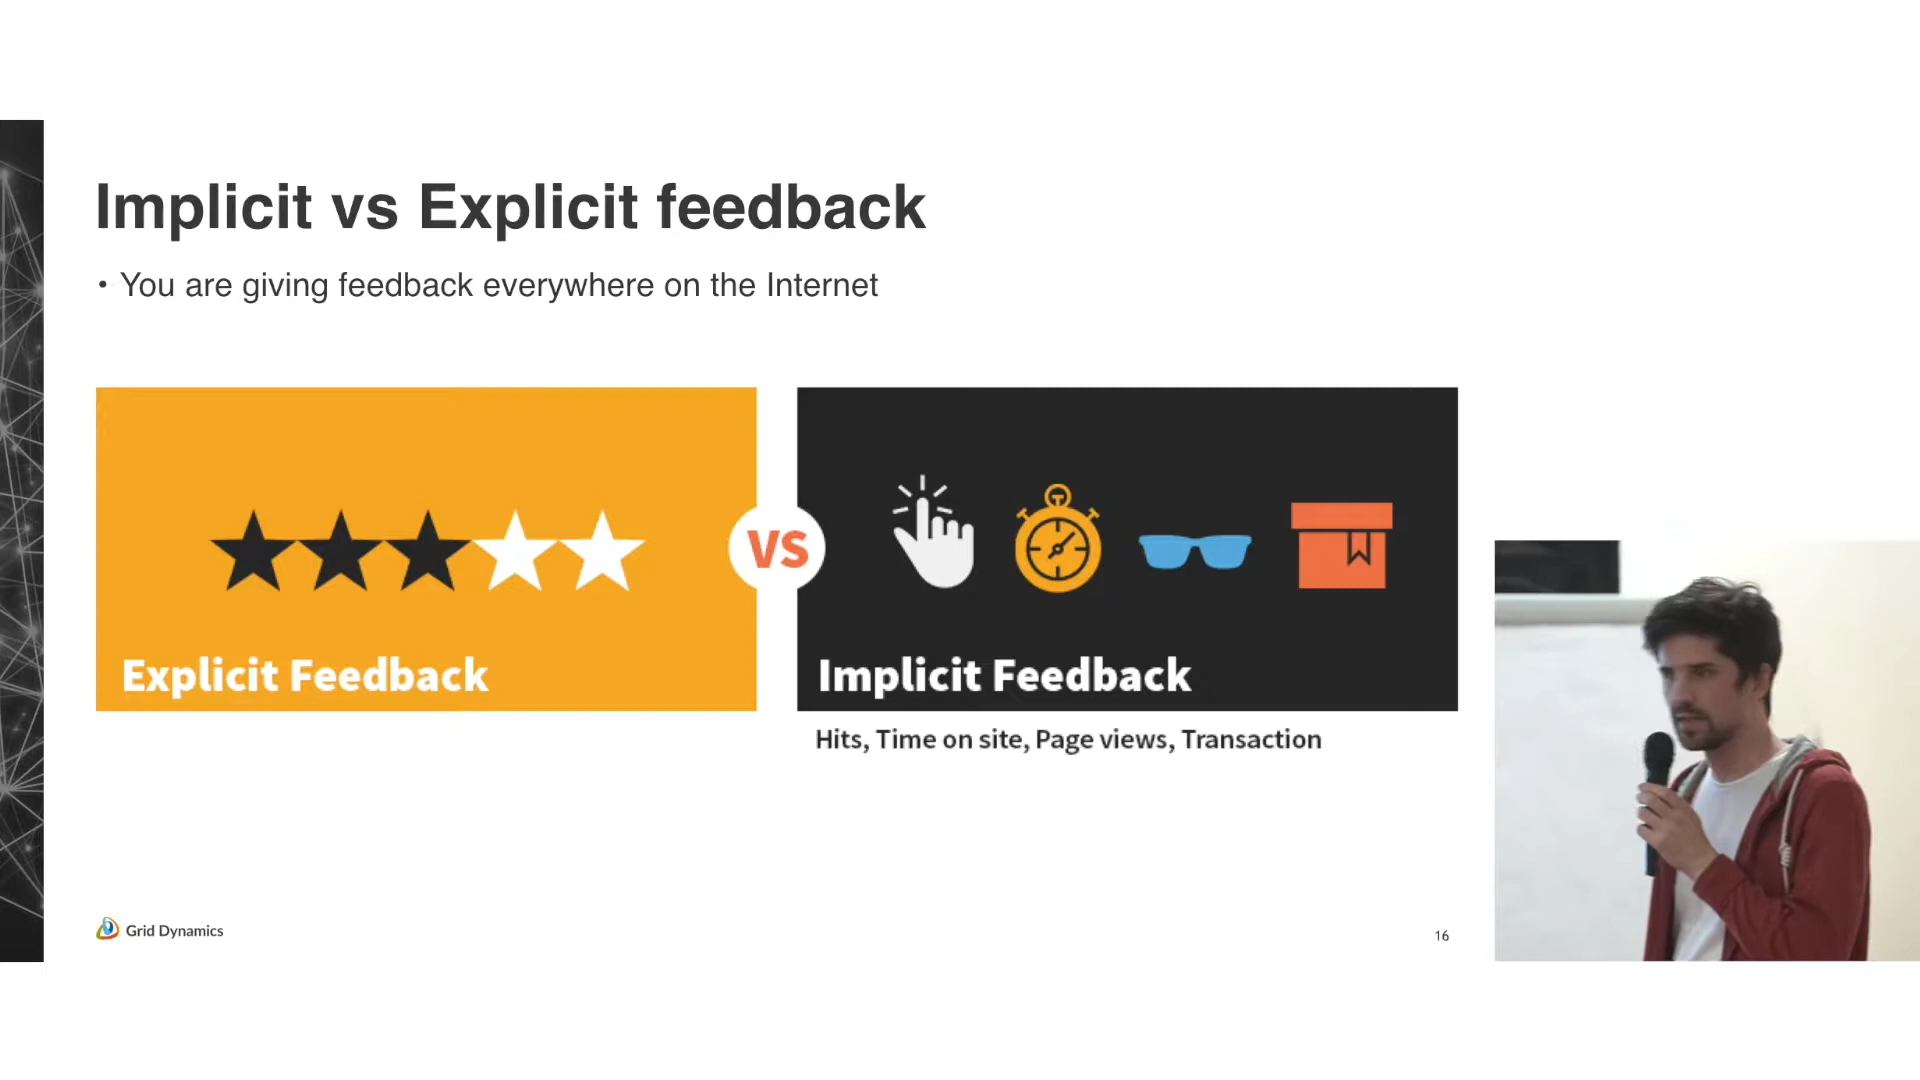 Implicit vs Explicit feedback
• You are giving feedback everywhere on the Internet
Explicit Feedback
VS
Implicit Feedback
Hits, Time on site, Page views, Transaction
Grid Dynamics
16